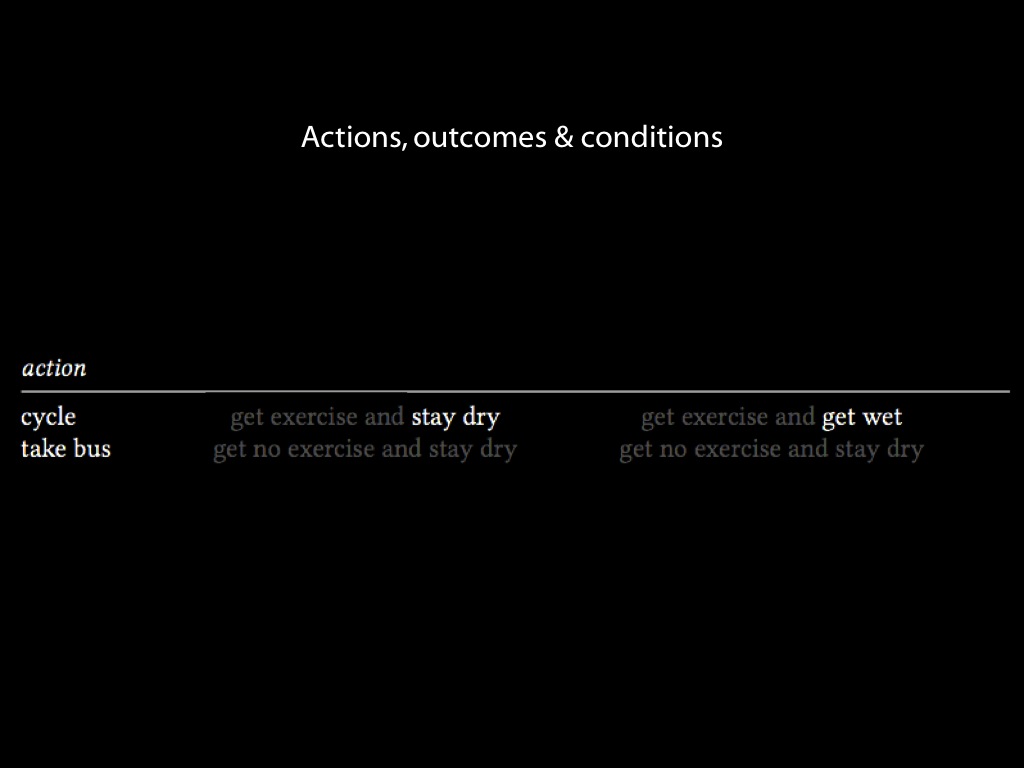 Actions, outcomes & conditions
action
cycle get exercise and stay dry get exercise and get wet
take bus get no exercise and stay dry get no exercise and stay dry